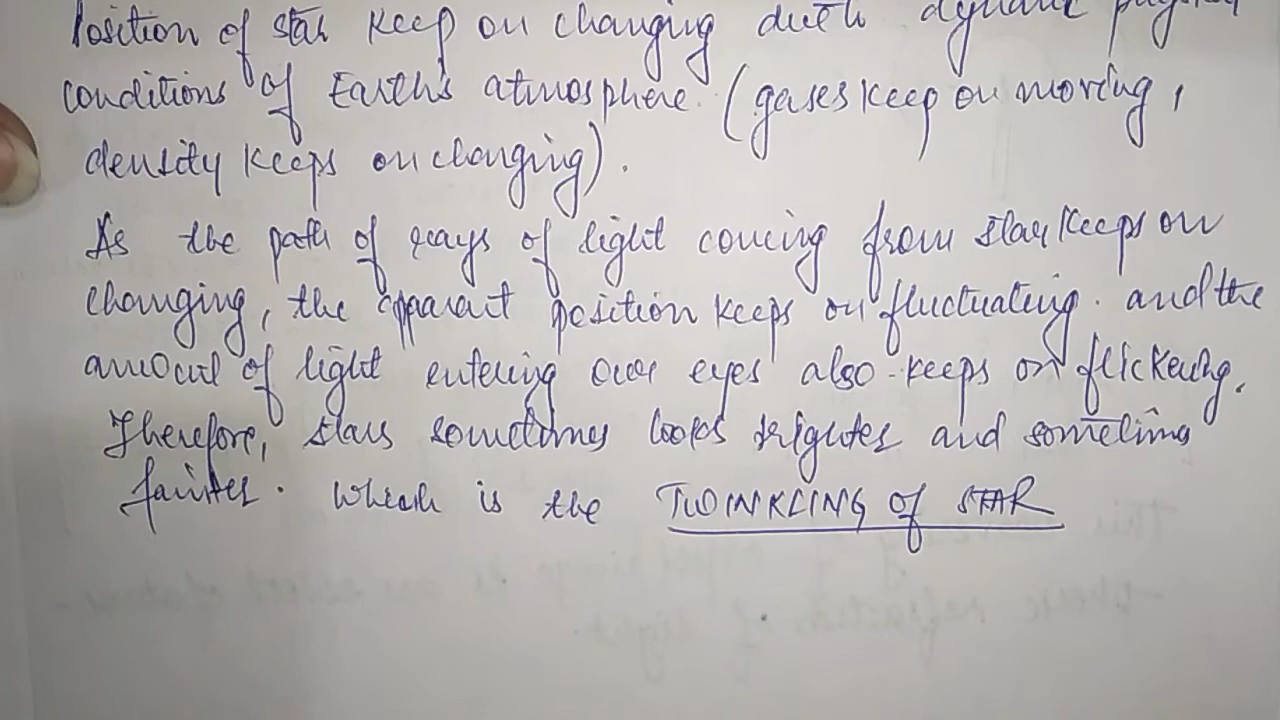 Position of star keep on changing due to dynamic physical
conditions of Earth's atmosphere (gases keep on moving,
density keeps on changing).
As the path of rays of light coming from star keeps on
changing, the apparent position keeps on fluctuating. and the
amount of light entering our eyes also keeps on flickering.
Therefore, stars sometimes looks brighter and sometime
fainter. Which is the TWINKLING of STAR